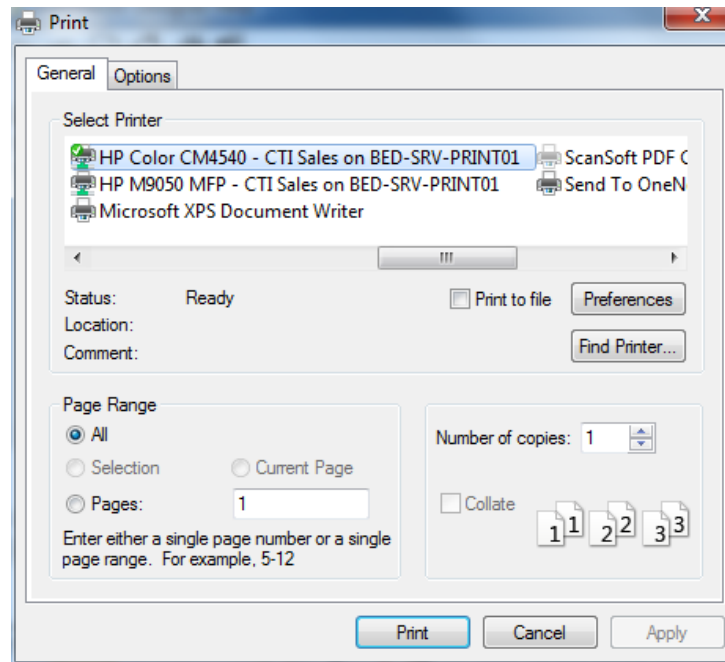 Print
X
General Options
Select Printer
HP Color CM4540 - CTI Sales on BED-SRV-PRINT01 ScanSoft PDF C
HP M9050 MFP - CTI Sales on BED-SRV-PRINT01 Send To OneN
Microsoft XPS Document Writer
Status: Ready Print to file Preferences
Location:
Comment: Find Printer...
Page Range
All Number of copies: 1
Selection Current Page
Pages: 1 Collate 1 1 2 2 3 3
Enter either a single page number or a single
page range. For example, 5-12
Print Cancel Apply